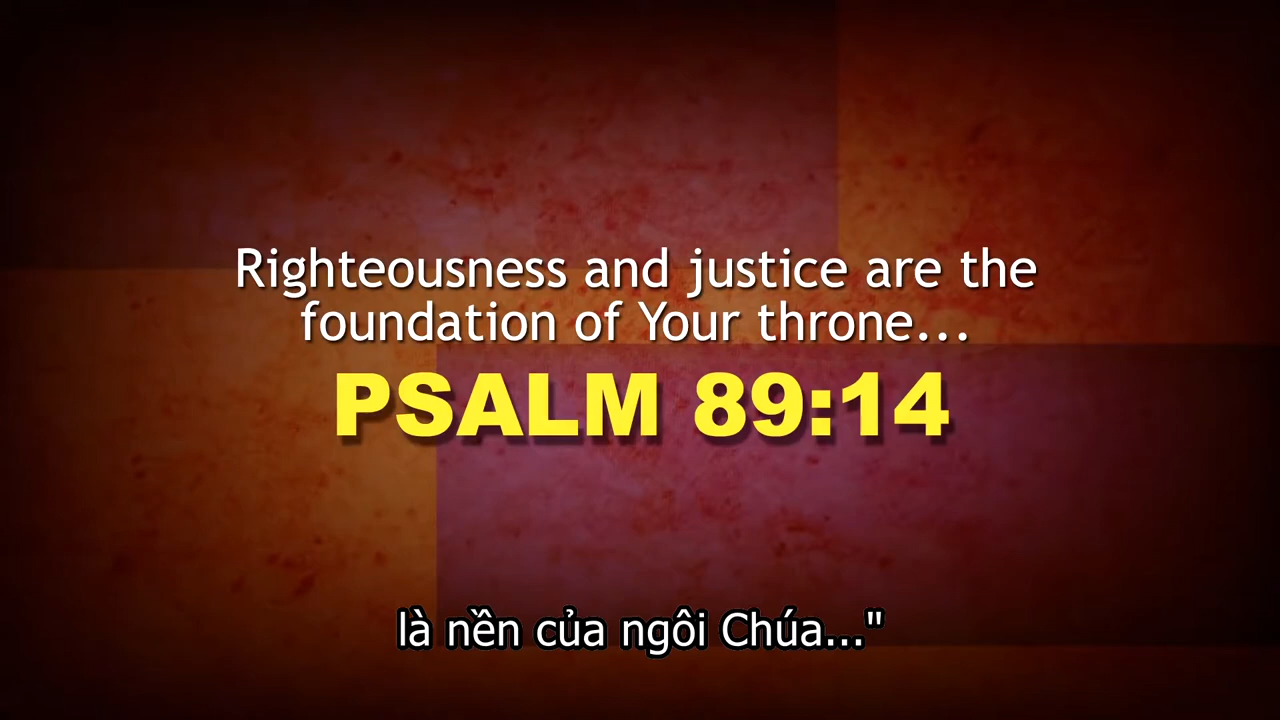 Righteousness and justice are the
foundation of Your throne...
PSALM 89:14
là nền của ngôi Chúa..."